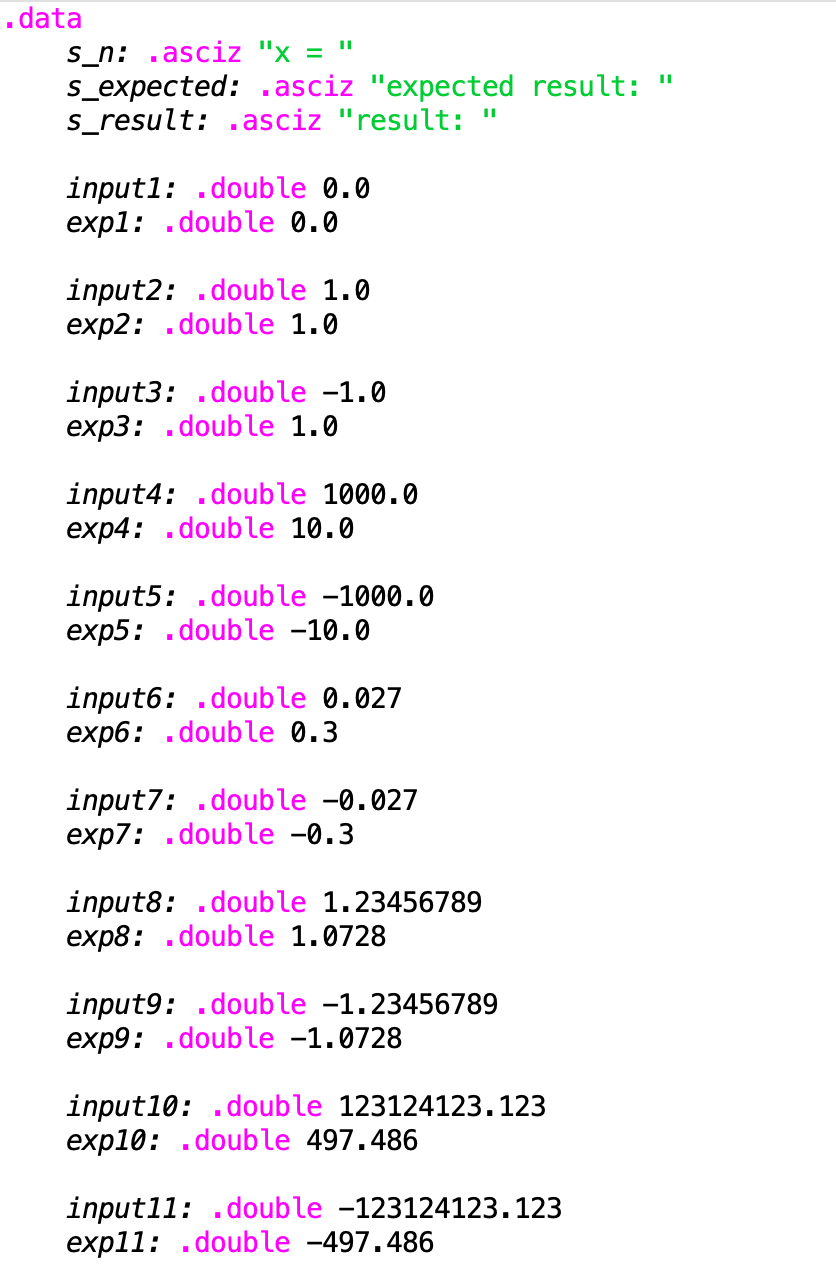 .data
s_n: .asciz "x = "
s_expected: .asciz "expected result: "
s_result: .asciz "result: "
input1: .double 0.0
exp1: .double 0.0
input2: .double 1.0
exp2: .double 1.0
input3: .double -1.0
exp3: .double 1.0
input4: .double 1000.0
exp4: .double 10.0
input5: .double -1000.0
exp5: .double -10.0
input6: .double 0.027
exp6: .double 0.3
input7: .double -0.027
exp7: .double -0.3
input8: .double 1.23456789
exp8: .double 1.0728
input9: .double -1.23456789
exp9: .double -1.0728
input10: .double 123124123.123
exp10: .double 497.486
input11: .double -123124123.123
exp11: .double -497.486